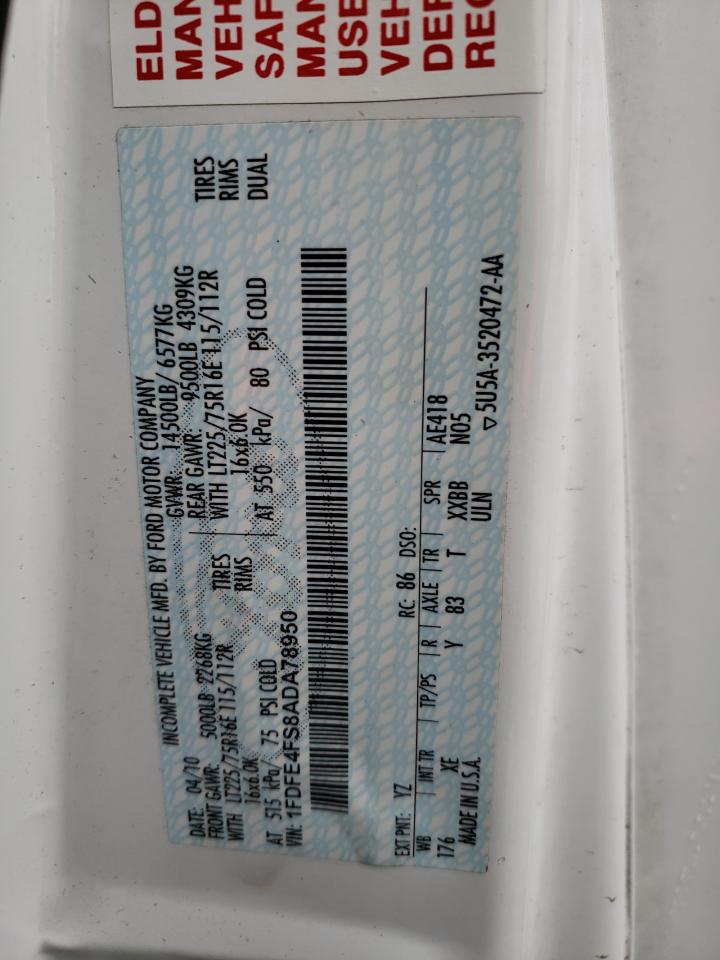 ELD
MAN
VEH
SAF
MAN
USE
VEH
DEF
REC
INCOMPLETE VEHICLE MFD. BY FORD MOTOR COMPANY
DATE: 04/10 GVWR: 14500LB/ 6577KG
FRONT GAWR: 5000LB 2268KG REAR GAWR: 9500LB 4309KG
WITH LT225/75R16E 115/112R TIRES WITH LT225/75R16E 115/112R TIRES
16x6.0K RIMS 16x6.0K RIMS
AT 515 kPa/ 75 PSI COLD AT 550 kPa/ 80 PSI COLD DUAL
VIN: 1FDFE4FS8ADA78950
EXT PNT: YZ RC: 86 DSO:
WB | INT TR | TP/PS | R | AXLE | TR | SPR | AE418
176 XE Y 83 T XXBB N05
MADE IN U.S.A. ULN
▽5U5A-3520472-AA